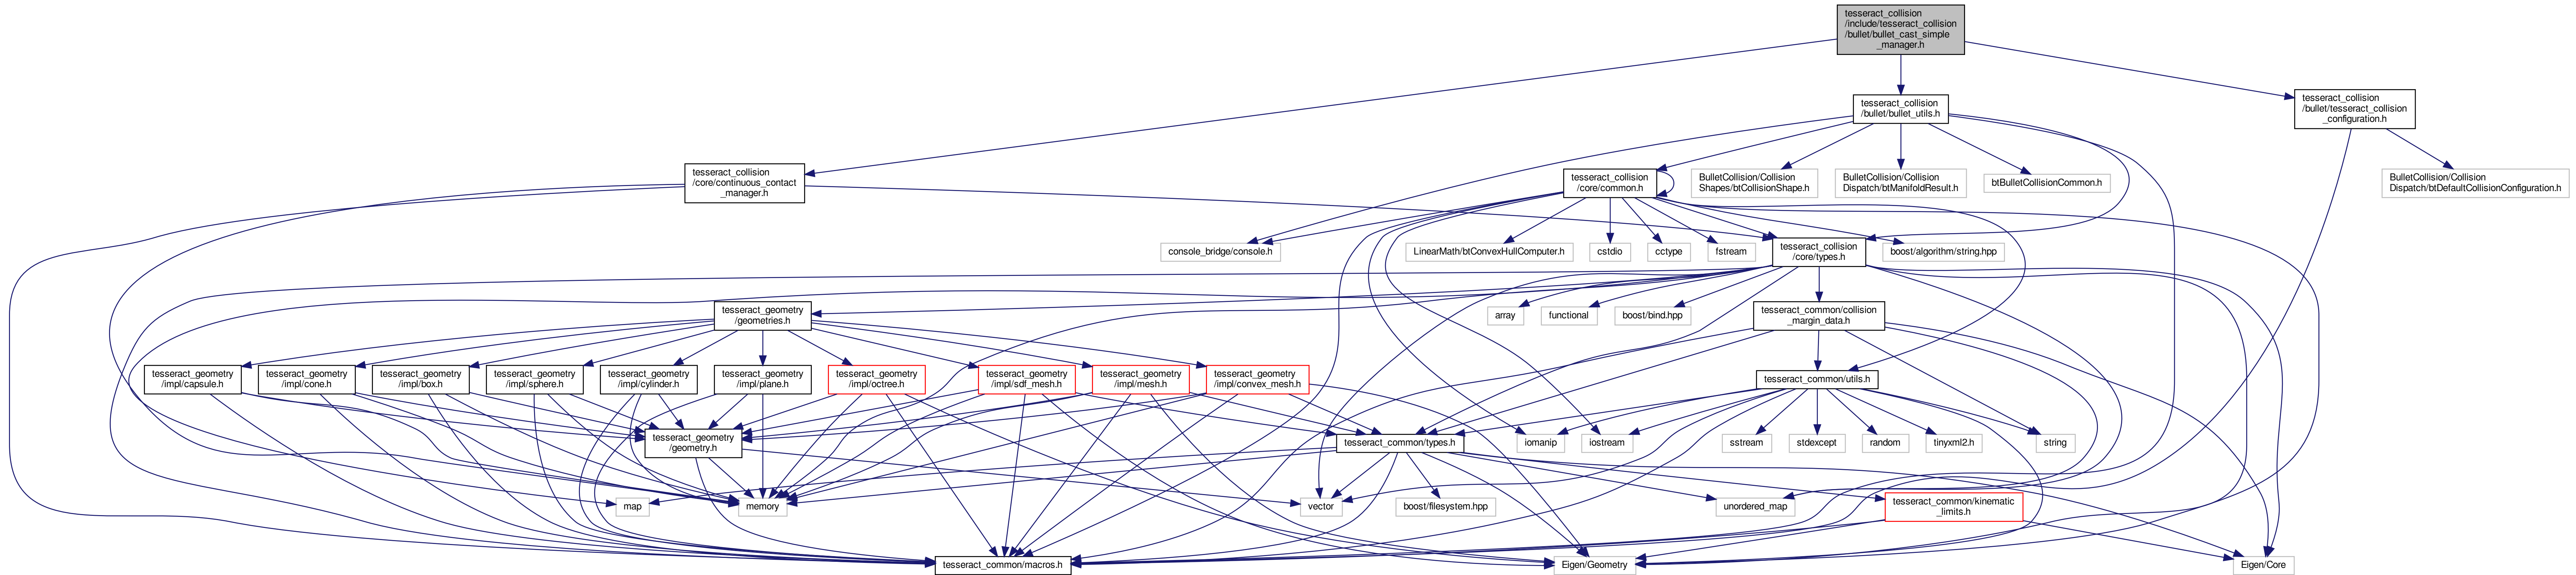 tesseract_collision
/include/tesseract_collision
/bullet/bullet_cast_simple
_manager.h
tesseract_collision
/bullet/bullet_utils.h
tesseract_collision
/bullet/tesseract_collision
_configuration.h
tesseract_collision
/core/continuous_contact
_manager.h
tesseract_collision
/core/common.h
BulletCollision/Collision
Shapes/btCollisionShape.h
BulletCollision/Collision
Dispatch/btManifoldResult.h
btBulletCollisionCommon.h
BulletCollision/Collision
Dispatch/btDefaultCollisionConfiguration.h
console_bridge/console.h
LinearMath/btConvexHullComputer.h
cstdio
cctype
fstream
tesseract_collision
/core/types.h
boost/algorithm/string.hpp
tesseract_geometry
/geometries.h
array
functional
boost/bind.hpp
tesseract_common/collision
_margin_data.h
tesseract_geometry
/impl/capsule.h
tesseract_geometry
/impl/cone.h
tesseract_geometry
/impl/box.h
tesseract_geometry
/impl/sphere.h
tesseract_geometry
/impl/cylinder.h
tesseract_geometry
/impl/plane.h
tesseract_geometry
/impl/octree.h
tesseract_geometry
/impl/sdf_mesh.h
tesseract_geometry
/impl/mesh.h
tesseract_geometry
/impl/convex_mesh.h
tesseract_common/utils.h
tesseract_geometry
/geometry.h
tesseract_common/types.h
iomanip
iostream
sstream
stdexcept
random
tinyxml2.h
string
map
memory
vector
boost/filesystem.hpp
unordered_map
tesseract_common/kinematic
_limits.h
tesseract_common/macros.h
Eigen/Geometry
Eigen/Core